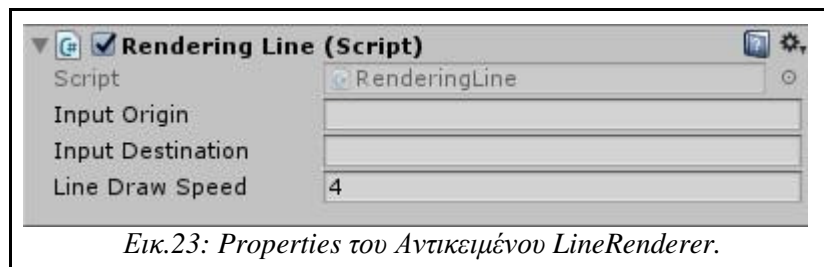 Rendering Line (Script)
Script RenderingLine
Input Origin
Input Destination
Line Draw Speed 4
Εικ.23: Properties του Αντικειμένου LineRenderer.